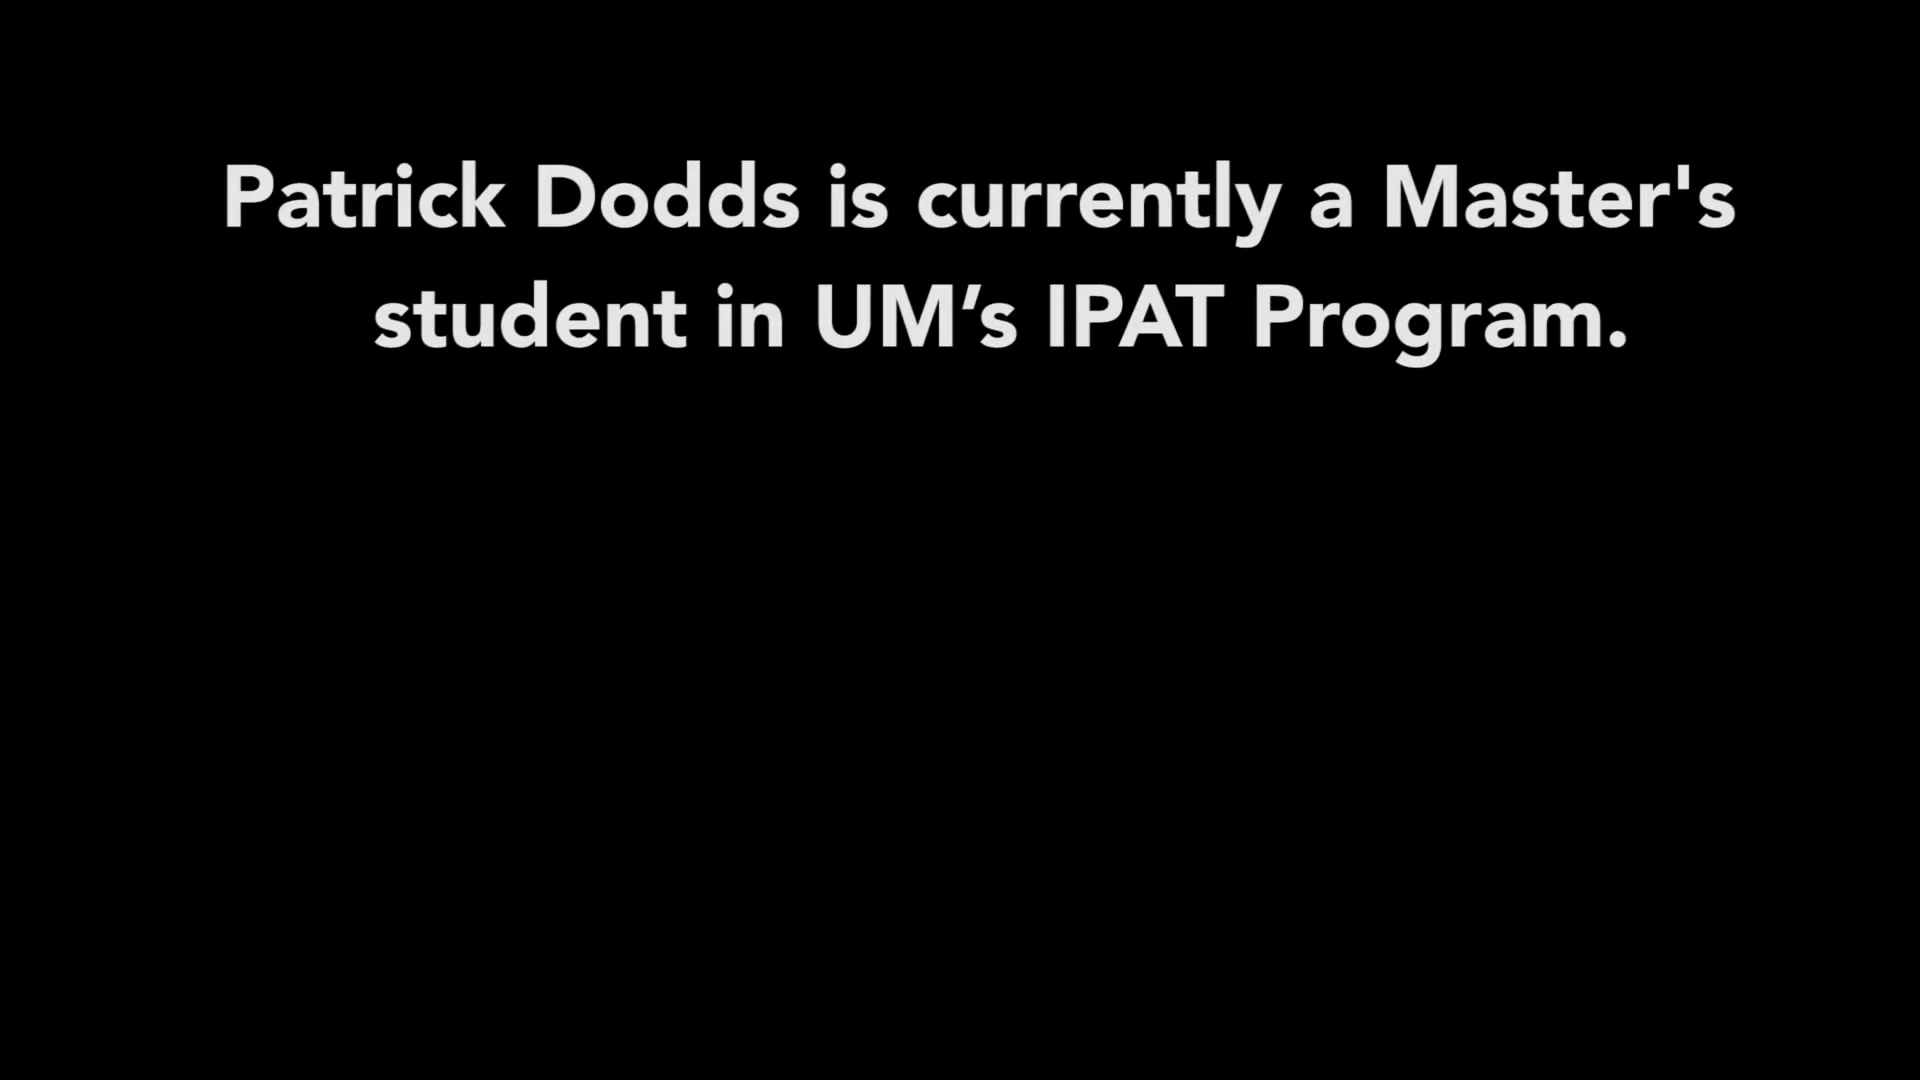 Patrick Dodds is currently a Master's
student in UM’s IPAT Program.